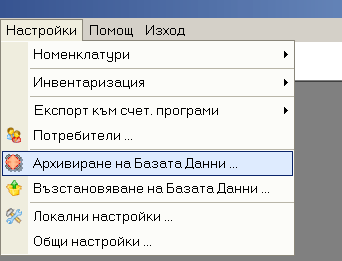 Настройки Помощ Изход
Номенклатури
Инвентаризация
Експорт към счет. програми
Потребители ...
Архивиране на Базата Данни ...
Възстановяване на Базата Данни ...
Локални настройки ...
Общи настройки ...